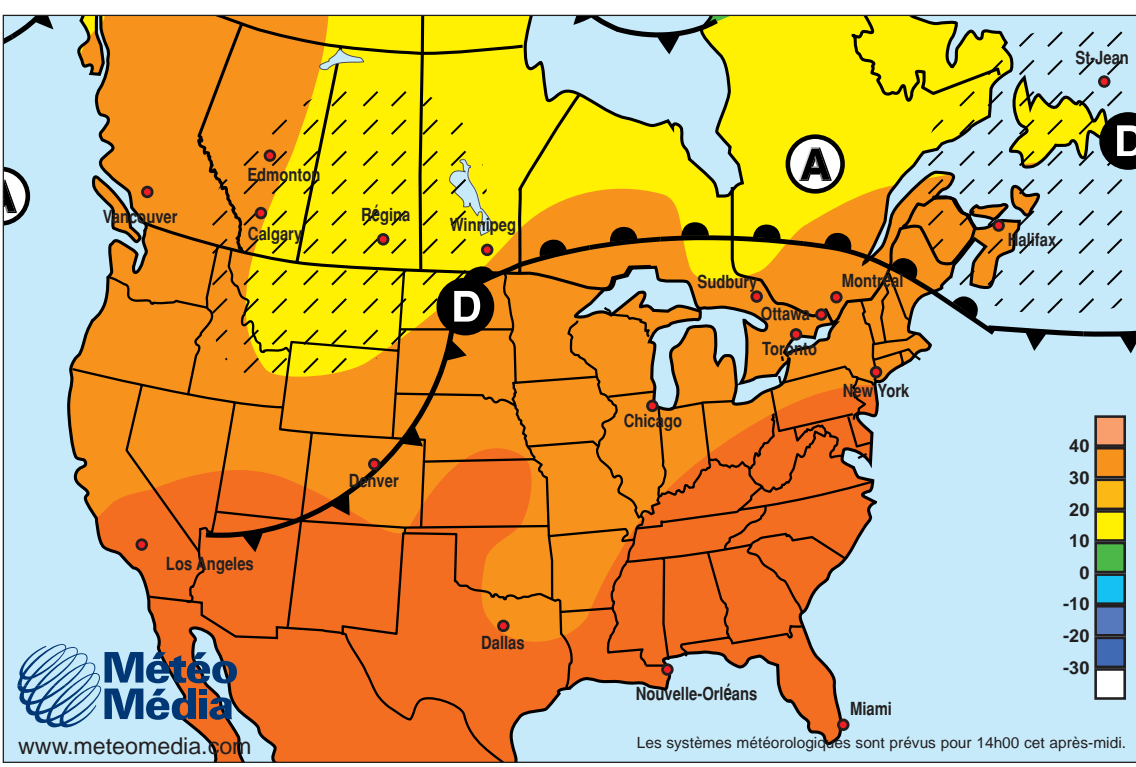 St-Jean
D
A
A
Edmonton
Vancouver
Calgary
Régina
Winnipeg
Halifax
D
Sudbury
Montréal
Ottawa
Toronto
New York
Chicago
Denver
Los Angeles
Dallas
Nouvelle-Orléans
Miami
40
30
20
10
0
-10
-20
-30
Météo
Média
www.meteomedia.com
Les systèmes météorologiques sont prévus pour 14h00 cet après-midi.